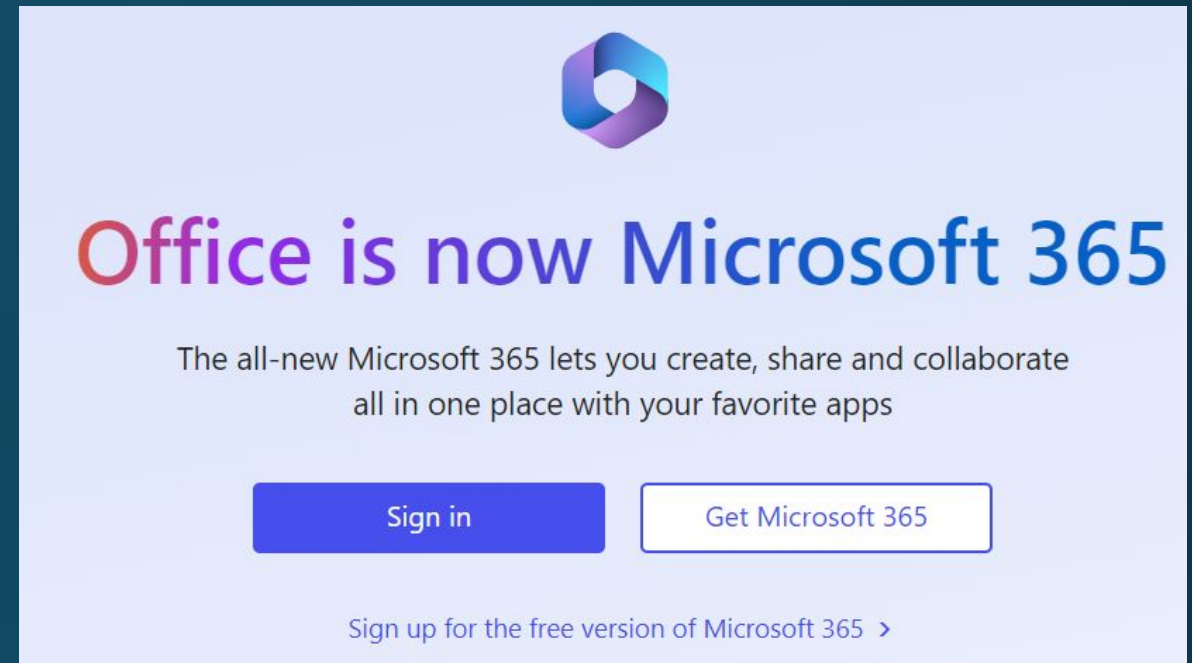 Office is now Microsoft 365
The all-new Microsoft 365 lets you create, share and collaborate
all in one place with your favorite apps
Sign in
Get Microsoft 365
Sign up for the free version of Microsoft 365 >